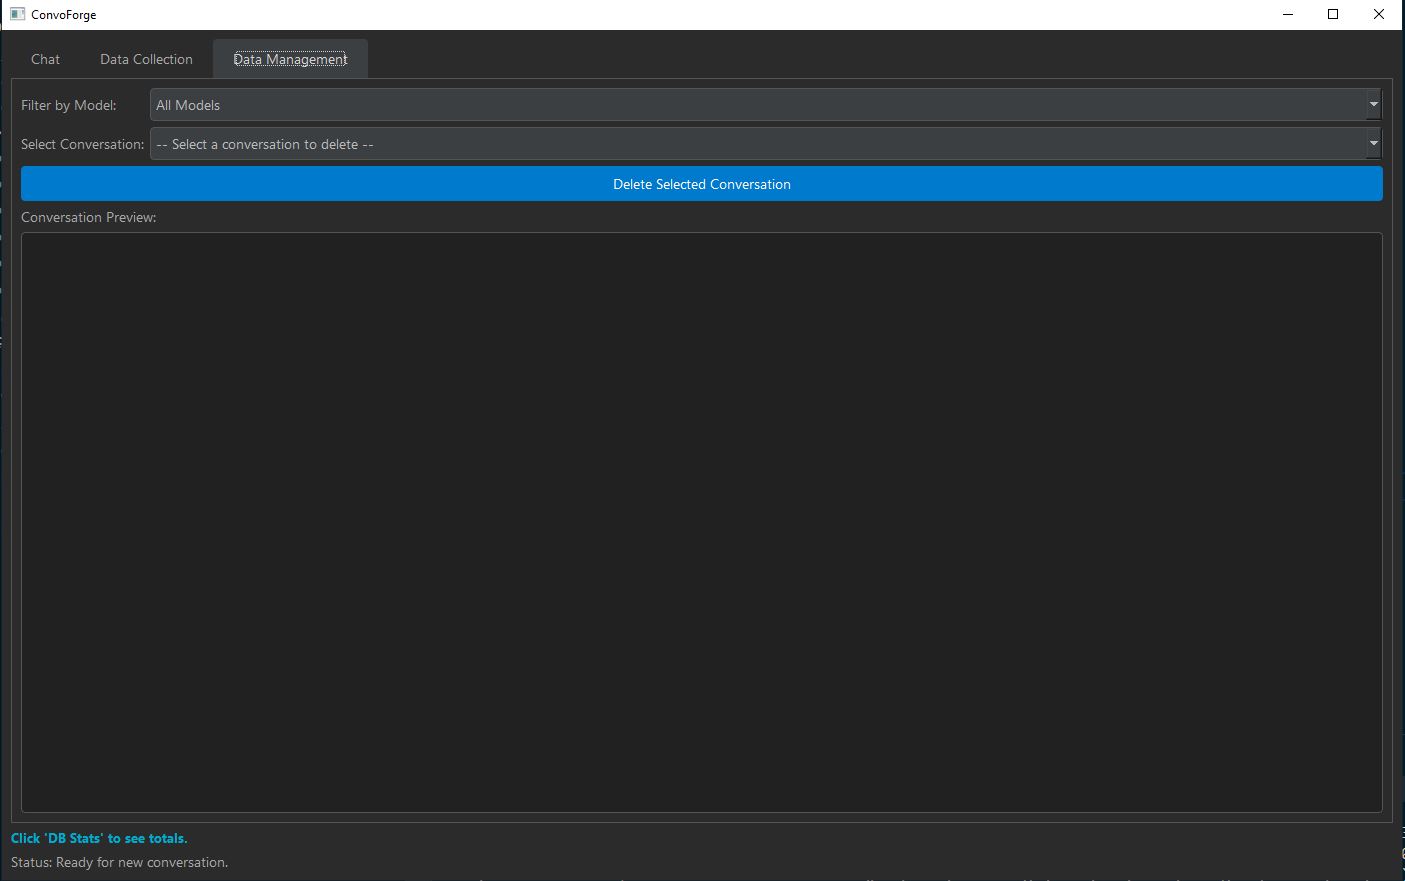 ConvoForge
Chat Data Collection Data Management
Filter by Model: All Models
Select Conversation: -- Select a conversation to delete --
Delete Selected Conversation
Conversation Preview:
Click 'DB Stats' to see totals.
Status: Ready for new conversation.